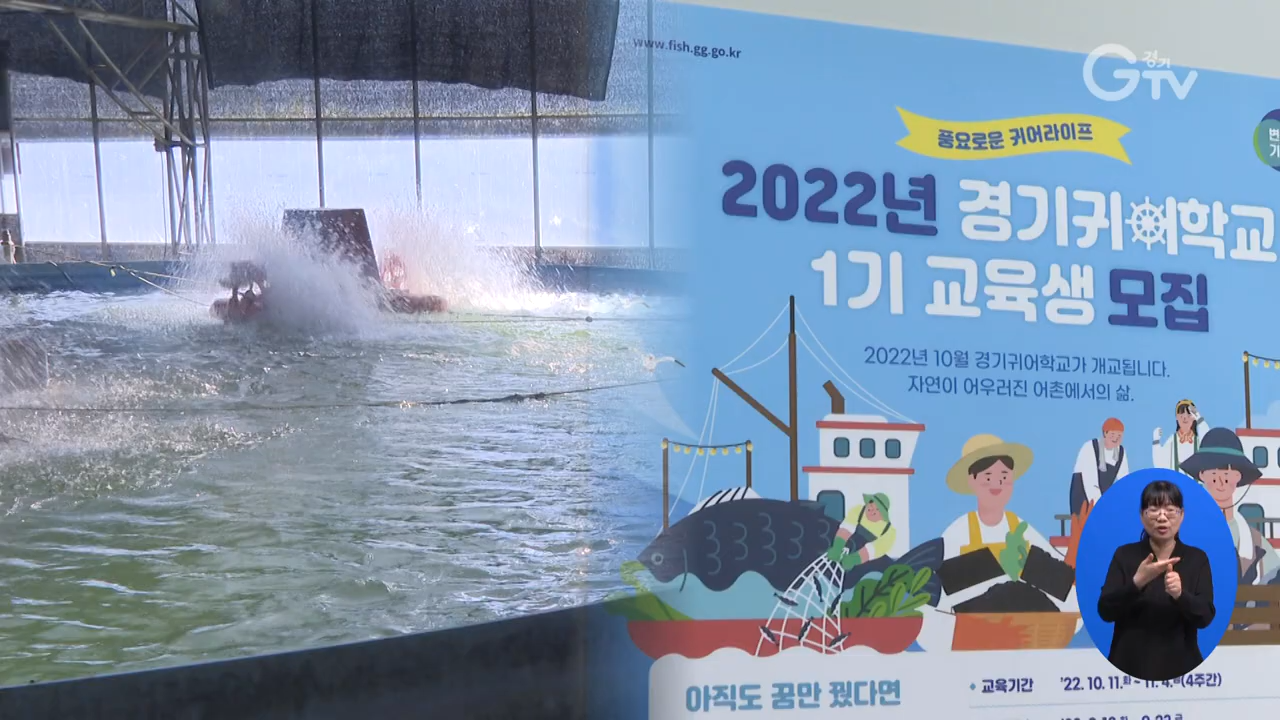 www.fish.gg.go.kr
경기
GTV
풍요로운 귀어라이프
2022년 경기귀어학교
1기 교육생 모집
2022년 10월 경기귀어학교가 개교됩니다.
자연이 어우러진 어촌에서의 삶.
아직도 꿈만 꿨다면
교육기간 '22. 10. 11.화 ~ 11. 4.금(4주간)